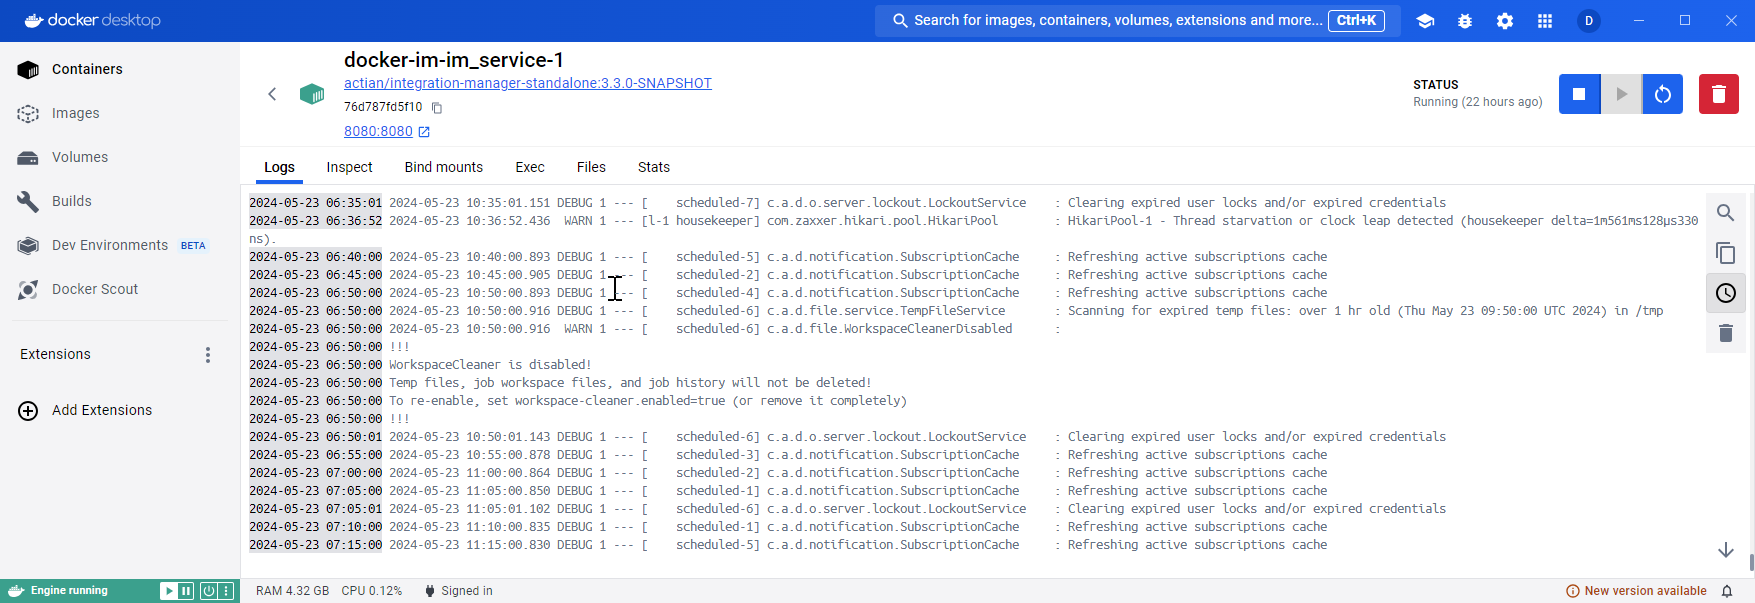 docker desktop
Search for images, containers, volumes, extensions and more... Ctrl+K
D
Containers
Images
Volumes
Builds
Dev Environments BETA
Docker Scout
Extensions
Add Extensions
docker-im-im_service-1
actian/integration-manager-standalone:3.3.0-SNAPSHOT
76d787fd5f10
8080:8080
STATUS
Running (22 hours ago)
Logs Inspect Bind mounts Exec Files Stats
2024-05-23 06:35:01 2024-05-23 10:35:01.151 DEBUG 1 --- [ scheduled-7] c.a.d.o.server.lockout.LockoutService : Clearing expired user locks and/or expired credentials
2024-05-23 06:36:52 2024-05-23 10:36:52.436 WARN 1 --- [l-1 housekeeper] com.zaxxer.hikari.pool.HikariPool : HikariPool-1 - Thread starvation or clock leap detected (housekeeper delta=1m561ms128µs330
ns).
2024-05-23 06:40:00 2024-05-23 10:40:00.893 DEBUG 1 --- [ scheduled-5] c.a.d.notification.SubscriptionCache : Refreshing active subscriptions cache
2024-05-23 06:45:00 2024-05-23 10:45:00.905 DEBUG 1 --- [ scheduled-2] c.a.d.notification.SubscriptionCache : Refreshing active subscriptions cache
2024-05-23 06:50:00 2024-05-23 10:50:00.893 DEBUG 1 --- [ scheduled-4] c.a.d.notification.SubscriptionCache : Refreshing active subscriptions cache
2024-05-23 06:50:00 2024-05-23 10:50:00.916 DEBUG 1 --- [ scheduled-6] c.a.d.file.service.TempFileService : Scanning for expired temp files: over 1 hr old (Thu May 23 09:50:00 UTC 2024) in /tmp
2024-05-23 06:50:00 2024-05-23 10:50:00.916 WARN 1 --- [ scheduled-6] c.a.d.file.WorkspaceCleanerDisabled :
2024-05-23 06:50:00 !!!
2024-05-23 06:50:00 WorkspaceCleaner is disabled!
2024-05-23 06:50:00 Temp files, job workspace files, and job history will not be deleted!
2024-05-23 06:50:00 To re-enable, set workspace-cleaner.enabled=true (or remove it completely)
2024-05-23 06:50:00 !!!
2024-05-23 06:50:01 2024-05-23 10:50:01.143 DEBUG 1 --- [ scheduled-6] c.a.d.o.server.lockout.LockoutService : Clearing expired user locks and/or expired credentials
2024-05-23 06:55:00 2024-05-23 10:55:00.878 DEBUG 1 --- [ scheduled-3] c.a.d.notification.SubscriptionCache : Refreshing active subscriptions cache
2024-05-23 07:00:00 2024-05-23 11:00:00.864 DEBUG 1 --- [ scheduled-2] c.a.d.notification.SubscriptionCache : Refreshing active subscriptions cache
2024-05-23 07:05:00 2024-05-23 11:05:00.850 DEBUG 1 --- [ scheduled-1] c.a.d.notification.SubscriptionCache : Refreshing active subscriptions cache
2024-05-23 07:05:01 2024-05-23 11:05:01.102 DEBUG 1 --- [ scheduled-6] c.a.d.o.server.lockout.LockoutService : Clearing expired user locks and/or expired credentials
2024-05-23 07:10:00 2024-05-23 11:10:00.835 DEBUG 1 --- [ scheduled-1] c.a.d.notification.SubscriptionCache : Refreshing active subscriptions cache
2024-05-23 07:15:00 2024-05-23 11:15:00.830 DEBUG 1 --- [ scheduled-5] c.a.d.notification.SubscriptionCache : Refreshing active subscriptions cache
Engine running
RAM 4.32 GB CPU 0.12% Signed in
New version available